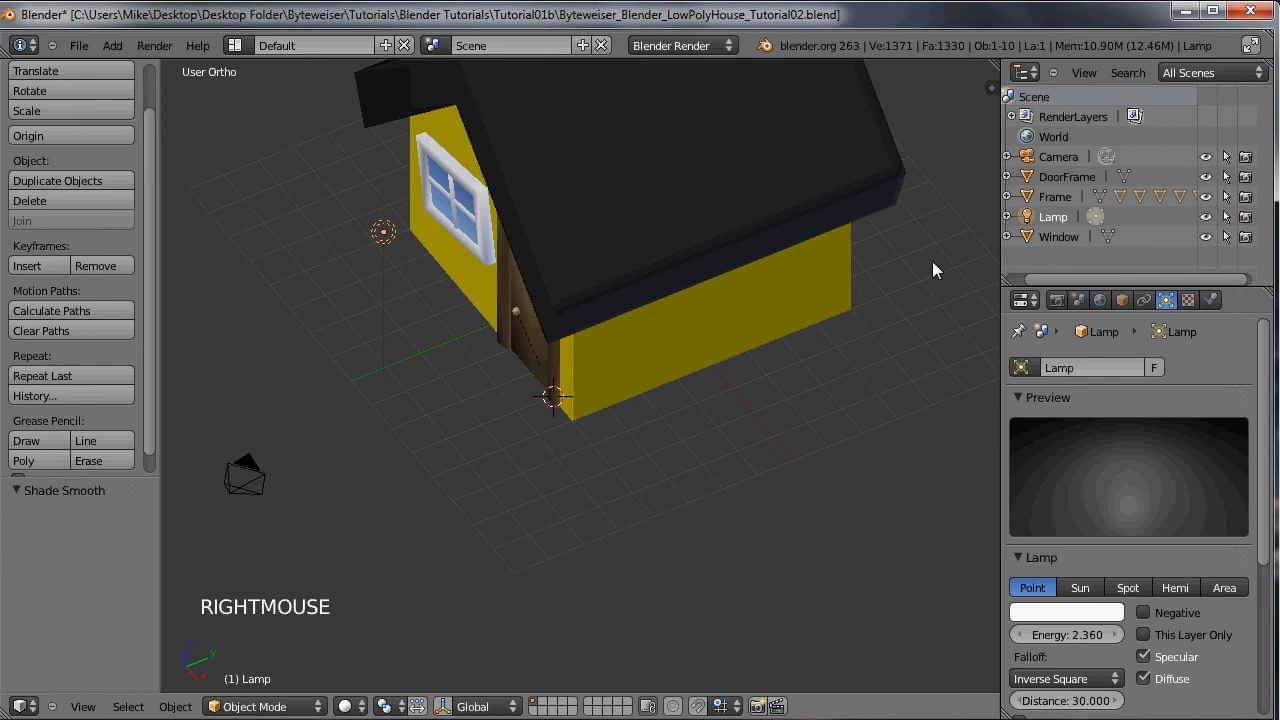 Blender* [C:\Users\Mike\Desktop\Desktop Folder\Byteweiser\Tutorials\Blender Tutorials\Tutorial01b\Byteweiser_Blender_LowPolyHouse_Tutorial02.blend]
File Add Render Help Default Scene Blender Render blender.org 263 | Ve:1371 | Fa:1330 | Ob:1-10 | La:1 | Mem:10.90M (12.46M) | Lamp
Translate
Rotate
Scale
Origin
Object:
Duplicate Objects
Delete
Join
Keyframes:
Insert Remove
Motion Paths:
Calculate Paths
Clear Paths
Repeat:
Repeat Last
History...
Grease Pencil:
Draw Line
Poly Erase
Shade Smooth
User Ortho
RIGHTMOUSE
z
y
x
(1) Lamp
View Select Object Object Mode Global
View Search All Scenes
Scene
RenderLayers
World
Camera
DoorFrame
Frame
Lamp
Window
Lamp Lamp
Lamp F
Preview
Lamp
Point Sun Spot Hemi Area
Negative
Energy: 2.360 This Layer Only
Falloff: Specular
Inverse Square Diffuse
Distance: 30.000